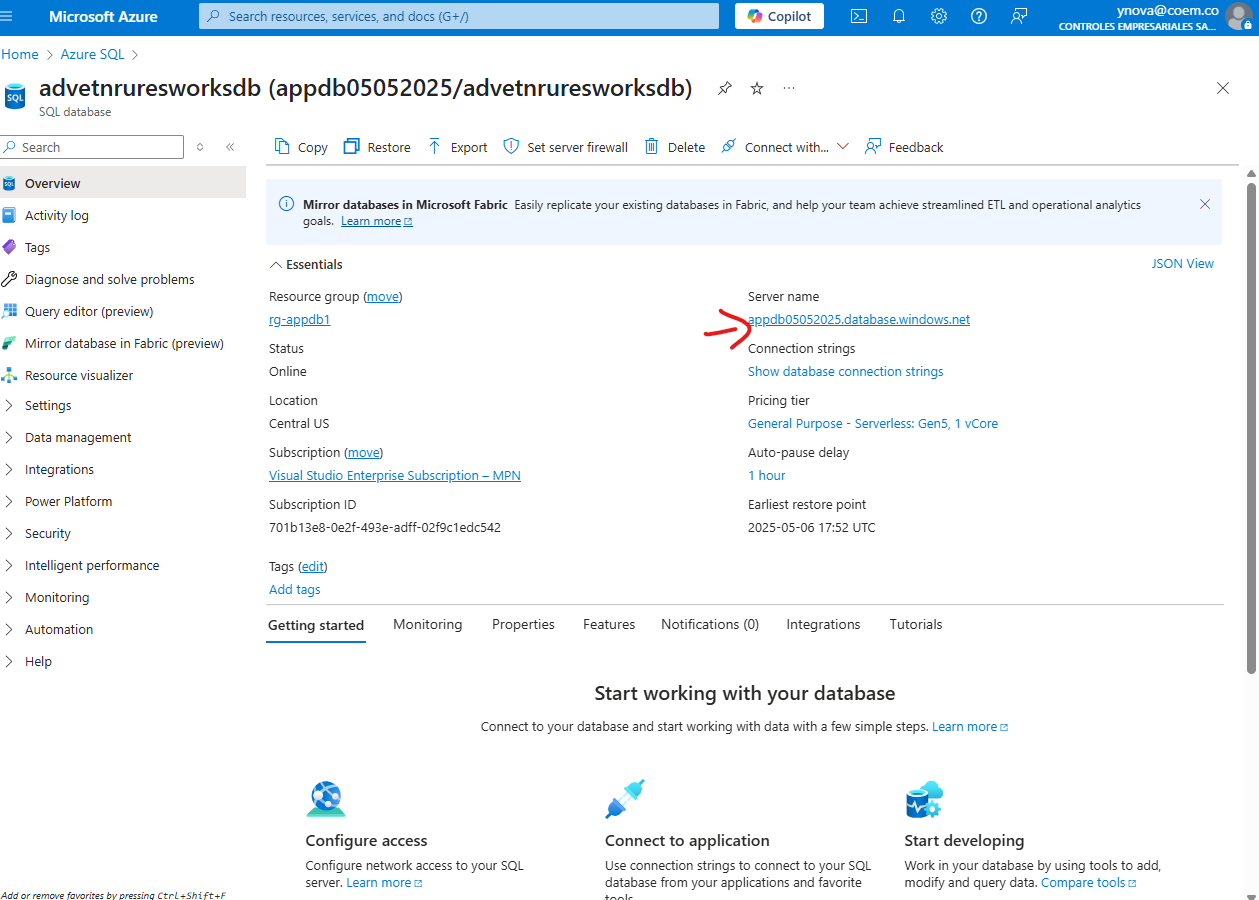 Microsoft Azure
Search resources, services, and docs (G+/)
Copilot
ynova@coem.co
CONTROLES EMPRESARIALES SA...
Home > Azure SQL >
SQL
advetnruresworksdb (appdb05052025/advetnruresworksdb)
SQL database
Search
Copy
Restore
Export
Set server firewall
Delete
Connect with...
Feedback
Overview
Activity log
Tags
Diagnose and solve problems
Query editor (preview)
Mirror database in Fabric (preview)
Resource visualizer
Settings
Data management
Integrations
Power Platform
Security
Intelligent performance
Monitoring
Automation
Help
Add or remove favorites by pressing Ctrl+Shift+F
Mirror databases in Microsoft Fabric Easily replicate your existing databases in Fabric, and help your team achieve streamlined ETL and operational analytics
goals. Learn more
Essentials
JSON View
Resource group (move)
rg-appdb1
Status
Online
Location
Central US
Subscription (move)
Visual Studio Enterprise Subscription – MPN
Subscription ID
701b13e8-0e2f-493e-adff-02f9c1edc542
Server name
appdb05052025.database.windows.net
Connection strings
Show database connection strings
Pricing tier
General Purpose - Serverless: Gen5, 1 vCore
Auto-pause delay
1 hour
Earliest restore point
2025-05-06 17:52 UTC
Tags (edit)
Add tags
Getting started
Monitoring
Properties
Features
Notifications (0)
Integrations
Tutorials
Start working with your database
Connect to your database and start working with data with a few simple steps. Learn more
Configure access
Configure network access to your SQL
server. Learn more
Connect to application
Use connection strings to connect to your SQL
database from your applications and favorite
tools.
Start developing
Work in your database by using tools to add,
modify and query data. Compare tools